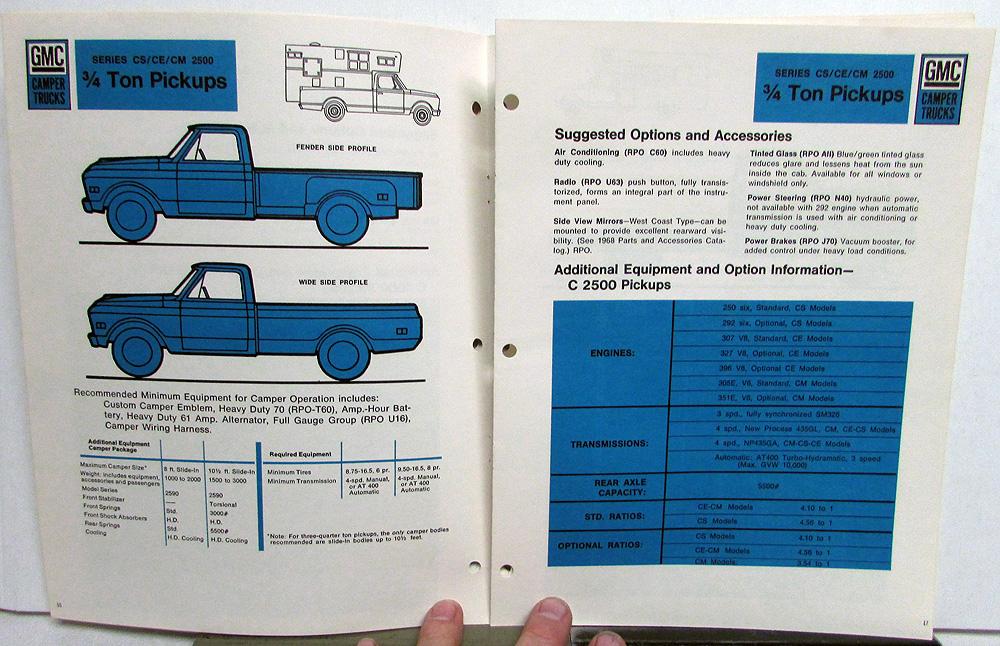 GMC
CAMPER
TRUCKS
SERIES CS/CE/CM 2500
¾ Ton Pickups
FENDER SIDE PROFILE
WIDE SIDE PROFILE
Recommended Minimum Equipment for Camper Operation includes:
Custom Camper Emblem, Heavy Duty 70 (RPO-T60), Amp.-Hour Bat-
tery, Heavy Duty 61 Amp. Alternator, Full Gauge Group (RPO U16),
Camper Wiring Harness.
Additional Equipment
Camper Package
Maximum Camper Size* 8 ft. Slide-In 10½ ft. Slide-In
Weight: includes equipment, 1000 to 2000 1500 to 3000
accessories and passengers
Model Series 2590 2590
Front Stabilizer — Torsional
Front Springs Std. 3000#
Front Shock Absorbers H.D. H.D.
Rear Springs Std. 5500#
Cooling H.D. Cooling H.D. Cooling
Required Equipment
Minimum Tires 8.75-16.5, 6 pr. 9.50-16.5, 8 pr.
Minimum Transmission 4-spd. Manual, 4-spd. Manual,
or AT 400 or AT 400
Automatic Automatic
*Note: For three-quarter ton pickups, the only camper bodies
recommended are slide-in bodies up to 10½ feet.
SERIES CS/CE/CM 2500
¾ Ton Pickups
GMC
CAMPER
TRUCKS
Suggested Options and Accessories
Air Conditioning (RPO C60) includes heavy
duty cooling.
Radio (RPO U63) push button, fully transis-
torized, forms an integral part of the instru-
ment panel.
Side View Mirrors—West Coast Type—can be
mounted to provide excellent rearward visi-
bility. (See 1968 Parts and Accessories Cata-
log.) RPO.
Tinted Glass (RPO All) Blue/green tinted glass
reduces glare and lessens heat from the sun
inside the cab. Available for all windows or
windshield only.
Power Steering (RPO N40) hydraulic power,
not available with 292 engine when automatic
transmission is used with air conditioning or
heavy duty cooling.
Power Brakes (RPO J70) Vacuum booster, for
added control under heavy load conditions.
Additional Equipment and Option Information—
C 2500 Pickups
ENGINES:
250 six, Standard, CS Models
292 six, Optional, CS Models
307 V8, Standard, CE Models
327 V8, Optional, CE Models
396 V8, Optional CE Models
305E, V6, Standard, CM Models
351E, V6, Optional, CM Models
TRANSMISSIONS:
3 spd., fully synchronized SM326
4 spd., New Process 435GL, CM, CE-CS Models
4 spd., NP435GA, CM-CS-CE Models
Automatic: AT400 Turbo-Hydramatic, 3 speed
(Max. GVW 10,000)
REAR AXLE
CAPACITY:
5500#
STD. RATIOS:
CE-CM Models 4.10 to 1
CS Models 4.56 to 1
OPTIONAL RATIOS:
CS Models 4.10 to 1
CE-CM Models 4.56 to 1
CM Models 3.54 to 1